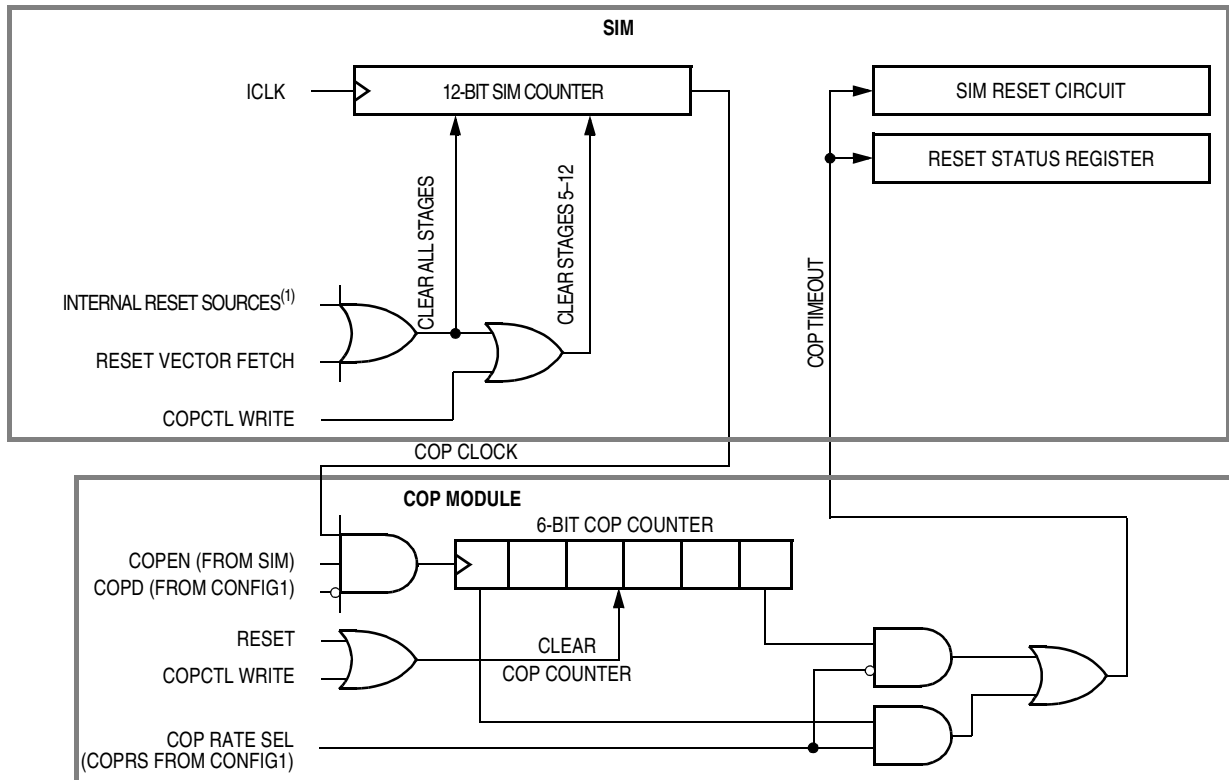 SIM
ICLK
12-BIT SIM COUNTER
SIM RESET CIRCUIT
RESET STATUS REGISTER
CLEAR ALL STAGES
CLEAR STAGES 5–12
COP TIMEOUT
INTERNAL RESET SOURCES(1)
RESET VECTOR FETCH
COPCTL WRITE
COP CLOCK
COP MODULE
6-BIT COP COUNTER
COPEN (FROM SIM)
COPD (FROM CONFIG1)
RESET
COPCTL WRITE
CLEAR
COP COUNTER
COP RATE SEL
(COPRS FROM CONFIG1)